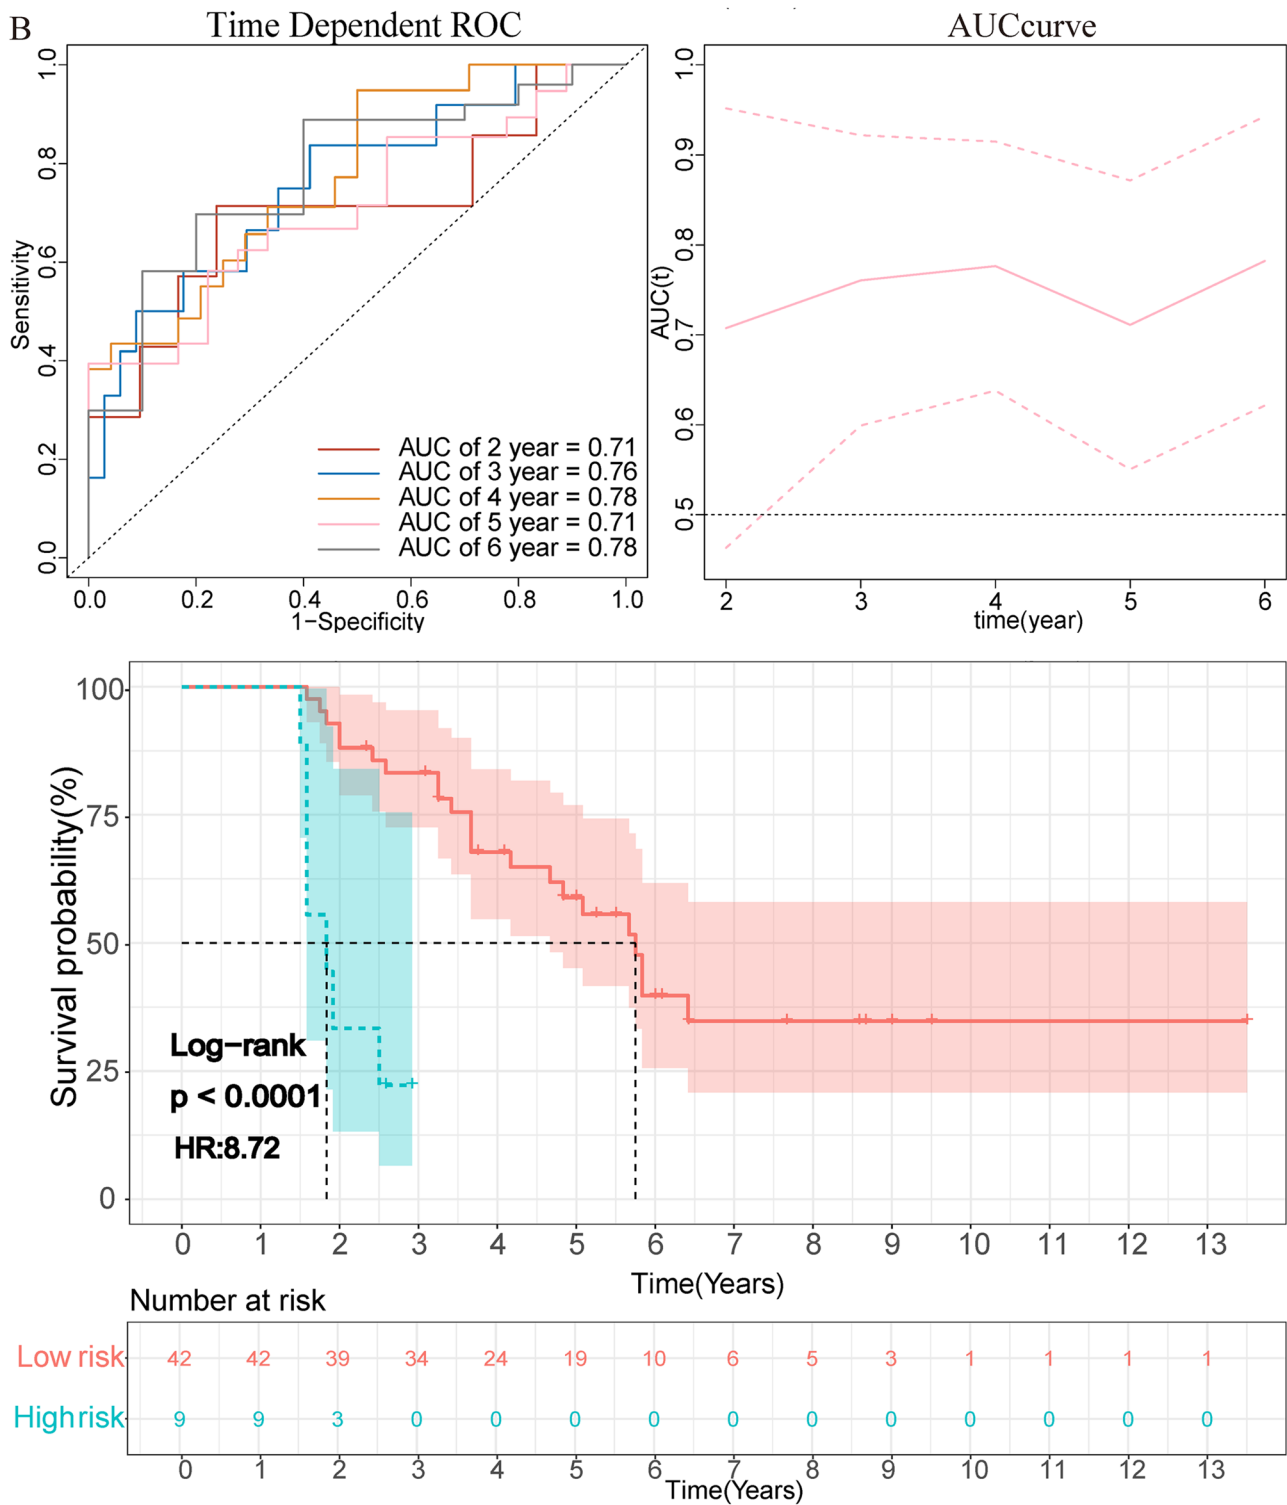 B
Time Dependent ROC
AUCcurve
1.0
0.8
0.6
0.4
0.2
0.0
Sensitivity
AUC of 2 year = 0.71
AUC of 3 year = 0.76
AUC of 4 year = 0.78
AUC of 5 year = 0.71
AUC of 6 year = 0.78
0.0 0.2 0.4 0.6 0.8 1.0
1−Specificity
1.0
0.9
0.8
0.7
0.6
0.5
AUC(t)
2 3 4 5 6
time(year)
100
75
50
25
0
Survival probability(%)
Log−rank
p < 0.0001
HR:8.72
0 1 2 3 4 5 6 7 8 9 10 11 12 13
Time(Years)
Number at risk
Low risk 42 42 39 34 24 19 10 6 5 3 1 1 1 1
High risk 9 9 3 0 0 0 0 0 0 0 0 0 0 0
0 1 2 3 4 5 6 7 8 9 10 11 12 13
Time(Years)